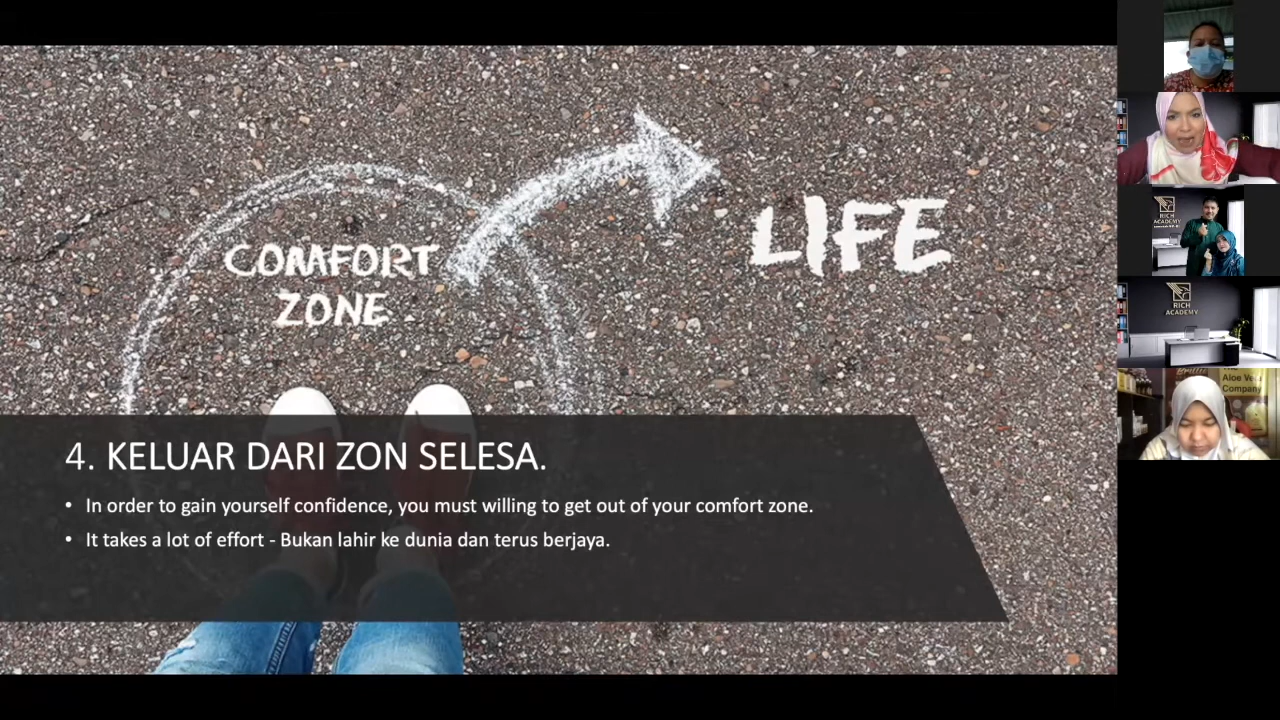 COMFORT
ZONE
LIFE
4. KELUAR DARI ZON SELESA.
• In order to gain yourself confidence, you must willing to get out of your comfort zone.
• It takes a lot of effort - Bukan lahir ke dunia dan terus berjaya.
RICH
ACADEMY
RICH
ACADEMY
Aloe Vera
Company